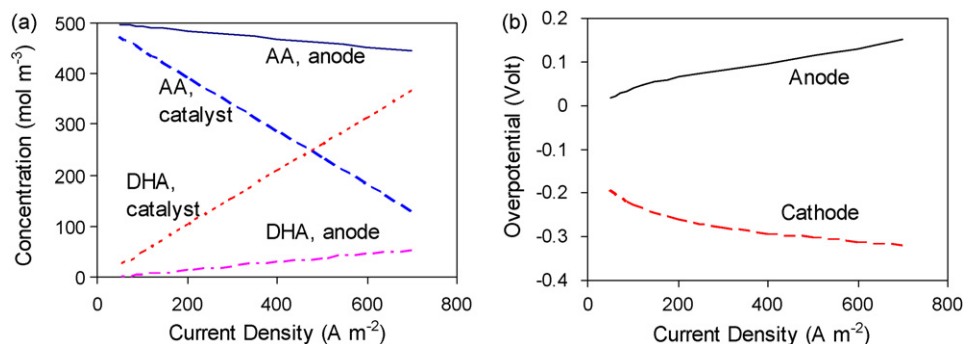 (a)
Concentration (mol m⁻³)
500
400
300
200
100
0
0 200 400 600 800
Current Density (A m⁻²)
AA, anode
AA,
catalyst
DHA,
catalyst
DHA, anode
(b)
Overpotential (Volt)
0.2
0.1
0
-0.1
-0.2
-0.3
-0.4
0 200 400 600 800
Current Density (A m⁻²)
Anode
Cathode